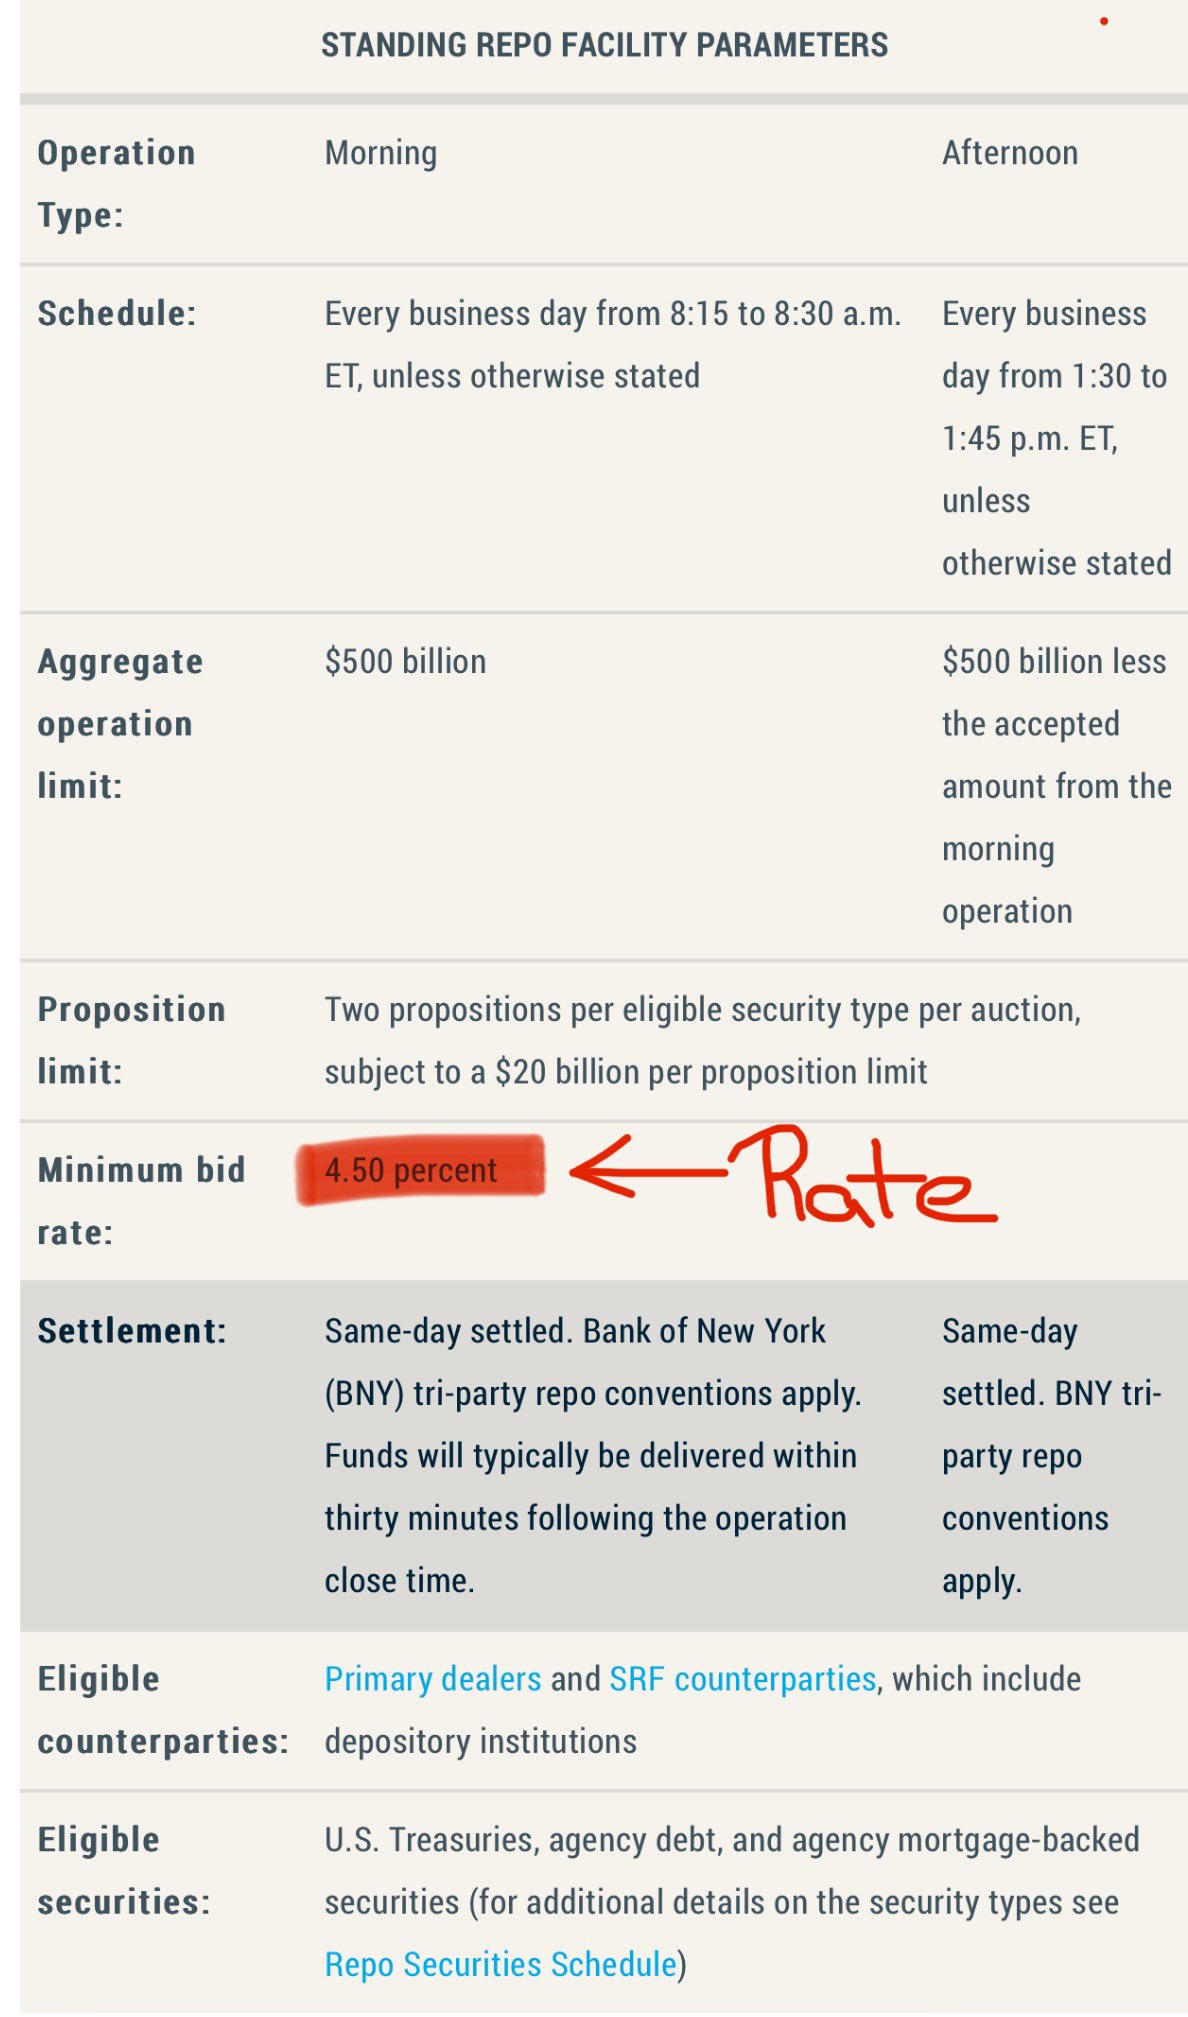 STANDING REPO FACILITY PARAMETERS
Operation
Type:
Morning
Afternoon
Schedule:
Every business day from 8:15 to 8:30 a.m.
ET, unless otherwise stated
Every business
day from 1:30 to
1:45 p.m. ET,
unless
otherwise stated
Aggregate
operation
limit:
$500 billion
$500 billion less
the accepted
amount from the
morning
operation
Proposition
limit:
Two propositions per eligible security type per auction,
subject to a $20 billion per proposition limit
Minimum bid
rate:
4.50 percent
Rate
Settlement:
Same-day settled. Bank of New York
(BNY) tri-party repo conventions apply.
Funds will typically be delivered within
thirty minutes following the operation
close time.
Same-day
settled. BNY tri-
party repo
conventions
apply.
Eligible
counterparties:
Primary dealers and SRF counterparties, which include
depository institutions
Eligible
securities:
U.S. Treasuries, agency debt, and agency mortgage-backed
securities (for additional details on the security types see
Repo Securities Schedule)